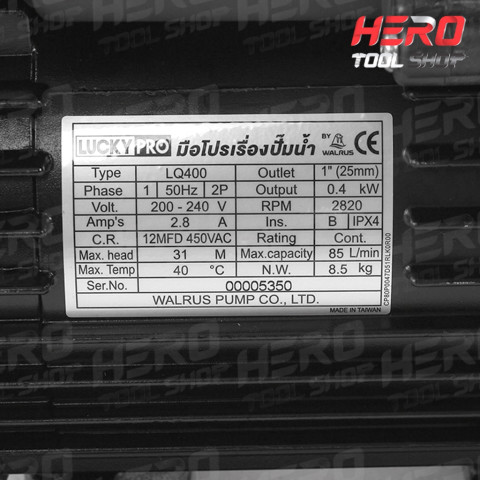 HERO
TOOL SHOP
LUCKY PRO มือโปรเรื่องปั๊มน้ำ BY WALRUS CE
Type LQ400 Outlet 1" (25mm)
Phase 1 50Hz 2P Output 0.4 kW
Volt. 200 - 240 V RPM 2820
Amp's 2.8 A Ins. B IPX4
C.R. 12MFD 450VAC Rating Cont.
Max. head 31 M Max.capacity 85 L/min
Max. Temp 40 °C N.W. 8.5 kg
Ser.No. 00005350
WALRUS PUMP CO., LTD.
MADE IN TAIWAN